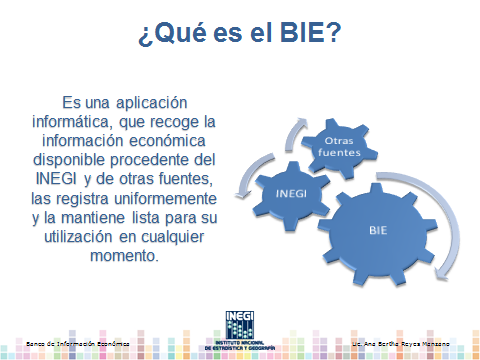 ¿Qué es el BIE?
Es una aplicación
informática, que recoge la
información económica
disponible procedente del
INEGI y de otras fuentes,
las registra uniformemente
y la mantiene lista para su
utilización en cualquier
momento.
Otras
fuentes
INEGI
BIE
INEGI
INSTITUTO NACIONAL
DE ESTADÍSTICA Y GEOGRAFÍA
Banco de Información Económica
Lic. Ana Bertha Reyes Manzano